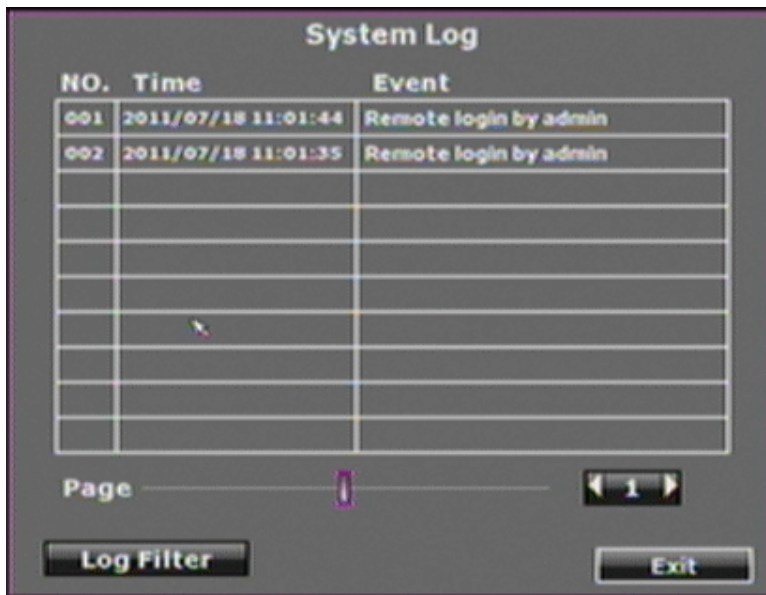 System Log
NO. Time Event
001 2011/07/18 11:01:44 Remote login by admin
002 2011/07/18 11:01:35 Remote login by admin
Page 1
Log Filter Exit